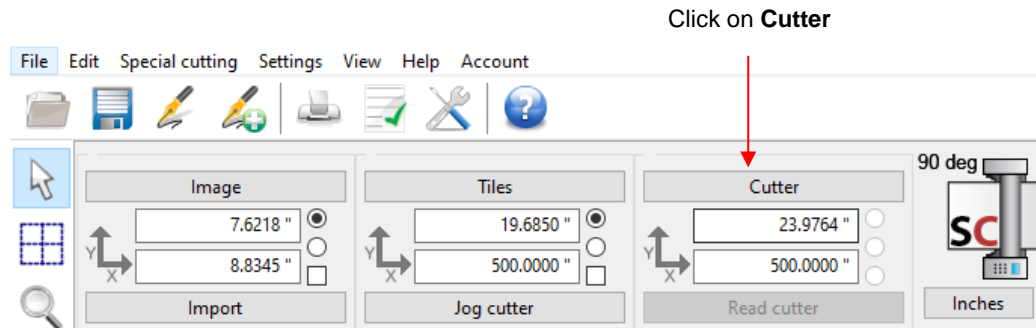 Click on Cutter
File Edit Special cutting Settings View Help Account
Image Tiles Cutter 90 deg
Y 7.6218 " Y 19.6850 " Y 23.9764 " SC
X 8.8345 " X 500.0000 " X 500.0000 "
Import Jog cutter Read cutter Inches